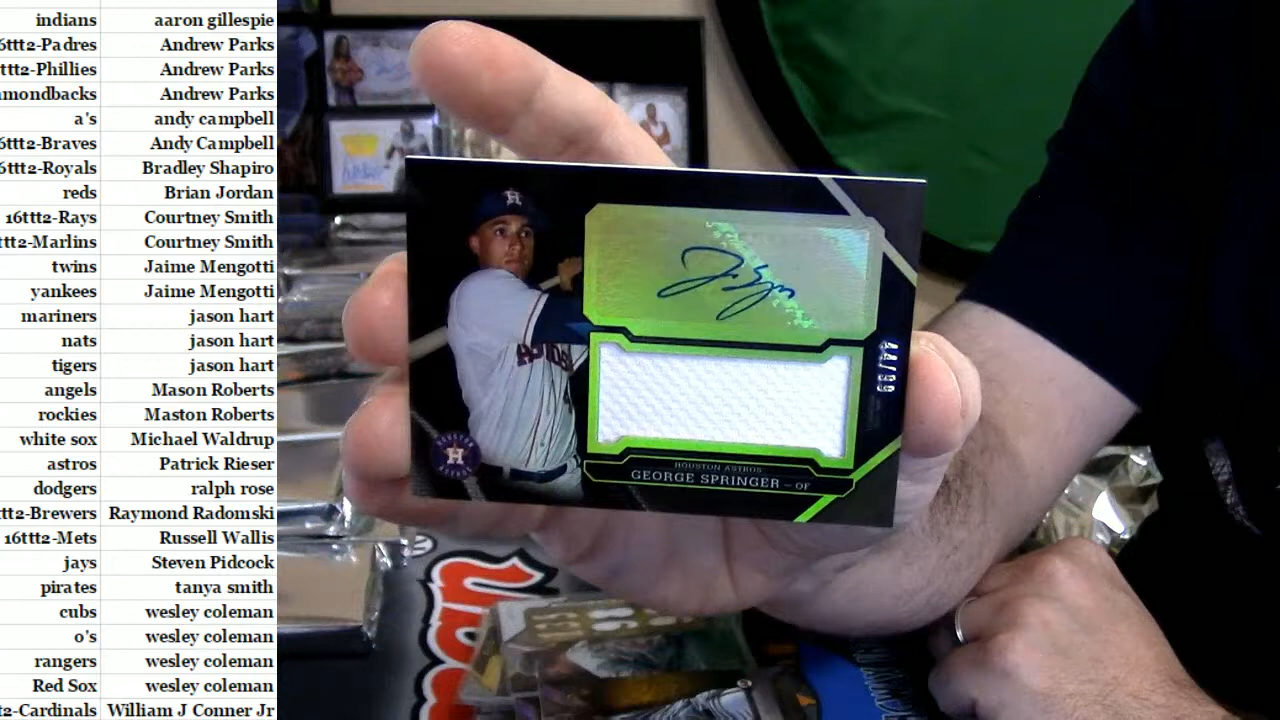 indians aaron gillespie
6ttt2-Padres Andrew Parks
ttt2-Phillies Andrew Parks
mondbacks Andrew Parks
a's andy campbell
6ttt2-Braves Andy Campbell
6ttt2-Royals Bradley Shapiro
reds Brian Jordan
16ttt2-Rays Courtney Smith
ttt2-Marlins Courtney Smith
twins Jaime Mengotti
yankees Jaime Mengotti
mariners jason hart
nats jason hart
tigers jason hart
angels Mason Roberts
rockies Maston Roberts
white sox Michael Waldrup
astros Patrick Rieser
dodgers ralph rose
tt2-Brewers Raymond Radomski
16ttt2-Mets Russell Wallis
jays Steven Pidcock
pirates tanya smith
cubs wesley coleman
o's wesley coleman
rangers wesley coleman
Red Sox wesley coleman
t2-Cardinals William J Conner Jr
H
ASTROS
HOUSTON ASTROS
H
HOUSTON ASTROS
GEORGE SPRINGER – OF